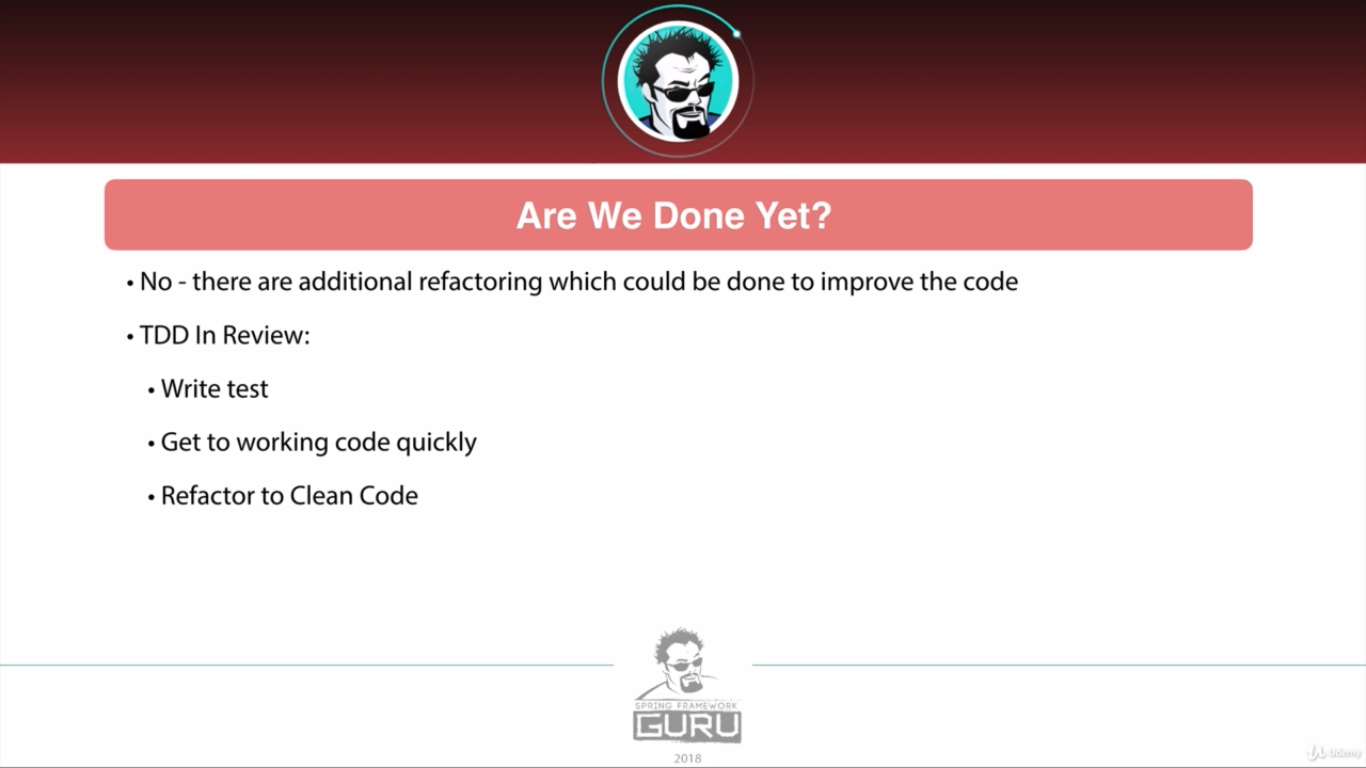 Are We Done Yet?
• No - there are additional refactoring which could be done to improve the code
• TDD In Review:
• Write test
• Get to working code quickly
• Refactor to Clean Code
SPRING FRAMEWORK
GURU
2018
Udemy